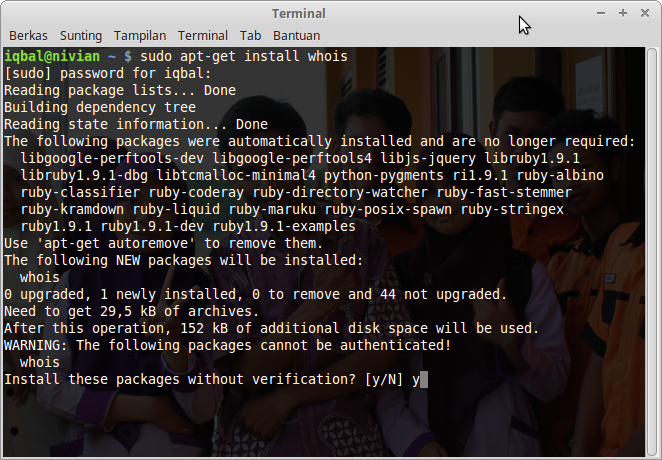 Terminal
Berkas Sunting Tampilan Terminal Tab Bantuan
iqbal@nivian ~ $ sudo apt-get install whois
[sudo] password for iqbal:
Reading package lists... Done
Building dependency tree
Reading state information... Done
The following packages were automatically installed and are no longer required:
  libgoogle-perftools-dev libgoogle-perftools4 libjs-jquery libruby1.9.1
  libruby1.9.1-dbg libtcmalloc-minimal4 python-pygments ri1.9.1 ruby-albino
  ruby-classifier ruby-coderay ruby-directory-watcher ruby-fast-stemmer
  ruby-kramdown ruby-liquid ruby-maruku ruby-posix-spawn ruby-stringex
  ruby1.9.1 ruby1.9.1-dev ruby1.9.1-examples
Use 'apt-get autoremove' to remove them.
The following NEW packages will be installed:
  whois
0 upgraded, 1 newly installed, 0 to remove and 44 not upgraded.
Need to get 29,5 kB of archives.
After this operation, 152 kB of additional disk space will be used.
WARNING: The following packages cannot be authenticated!
  whois
Install these packages without verification? [y/N] y